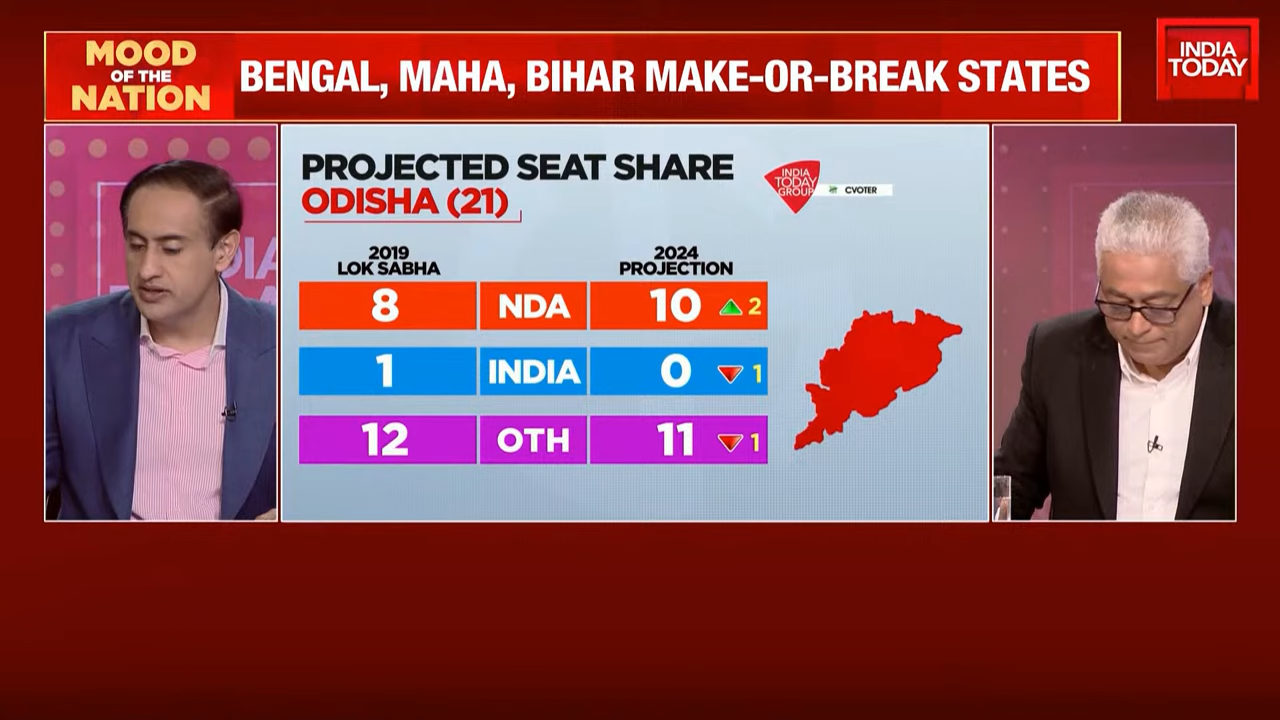 MOOD
OF THE
NATION
BENGAL, MAHA, BIHAR MAKE-OR-BREAK STATES
INDIA
TODAY
PROJECTED SEAT SHARE
ODISHA (21)
INDIA
TODAY
GROUP
CVOTER
2019
LOK SABHA
2024
PROJECTION
8 NDA 10 2
1 INDIA 0 1
12 OTH 11 1